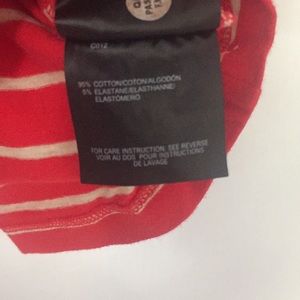 C012
95% COTTON/COTON/ALGODÓN
5% ELASTANE/ELASTHANNE/
ELASTÓMERO
FOR CARE INSTRUCTION, SEE REVERSE
VOIR AU DOS POUR INSTRUCTIONS
DE LAVAGE